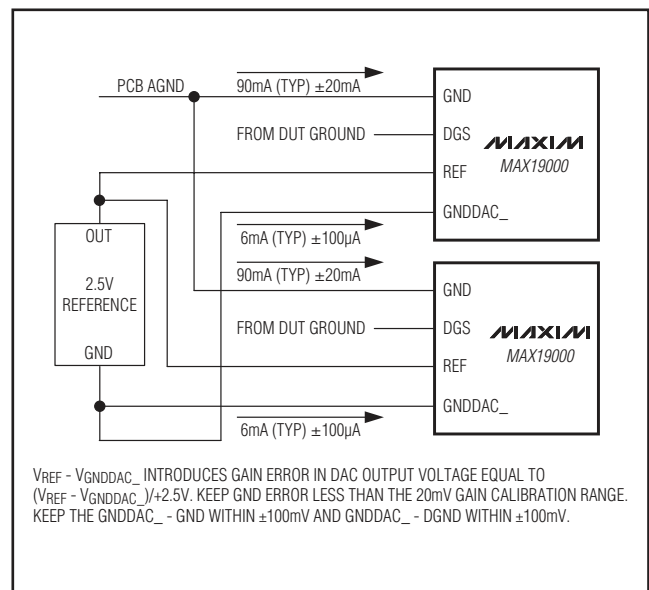 PCB AGND
90mA (TYP) ±20mA
GND
FROM DUT GROUND
DGS
MAXIM
MAX19000
REF
GNDDAC_
6mA (TYP) ±100µA
OUT
2.5V
REFERENCE
GND
90mA (TYP) ±20mA
GND
FROM DUT GROUND
DGS
MAXIM
MAX19000
REF
GNDDAC_
6mA (TYP) ±100µA
VREF - VGNDDAC_ INTRODUCES GAIN ERROR IN DAC OUTPUT VOLTAGE EQUAL TO
(VREF - VGNDDAC_)/+2.5V. KEEP GND ERROR LESS THAN THE 20mV GAIN CALIBRATION RANGE.
KEEP THE GNDDAC_ - GND WITHIN ±100mV AND GNDDAC_ - DGND WITHIN ±100mV.